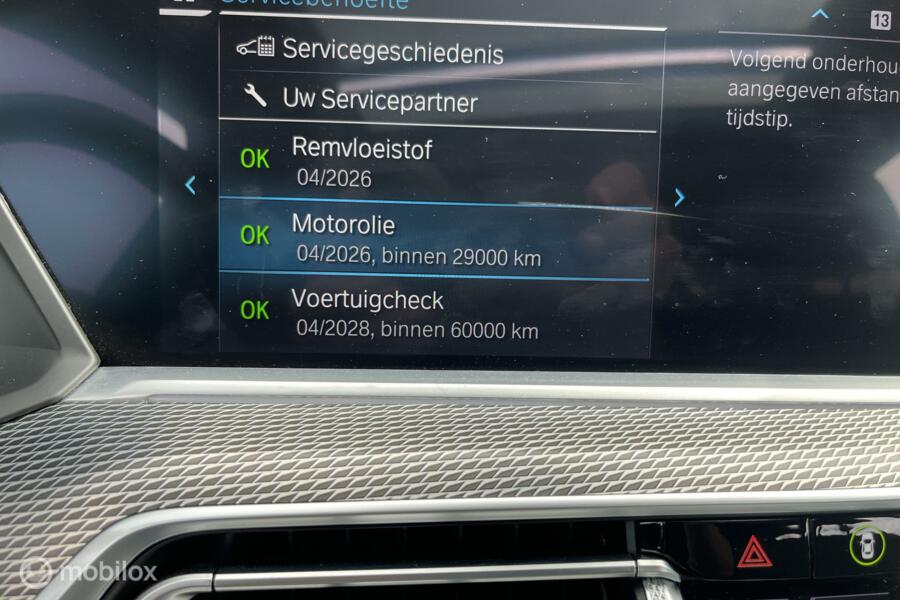 Servicebehoefte
13
Servicegeschiedenis
Uw Servicepartner
OK
Remvloeistof
04/2026
OK
Motorolie
04/2026, binnen 29000 km
OK
Voertuigcheck
04/2028, binnen 60000 km
Volgend onderhou
aangegeven afstan
tijdstip.
mobilox